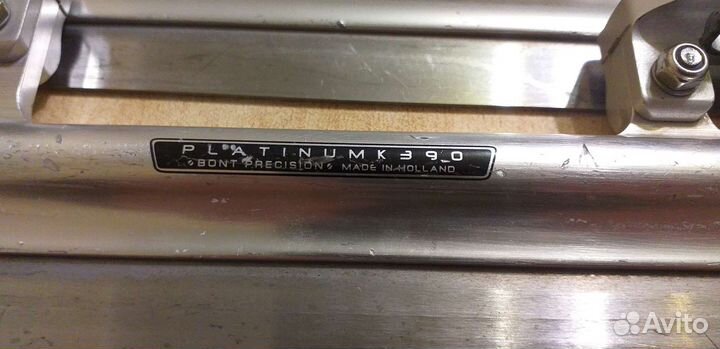 PLATINUM K390
BONT PRECISION MADE IN HOLLAND
Avito